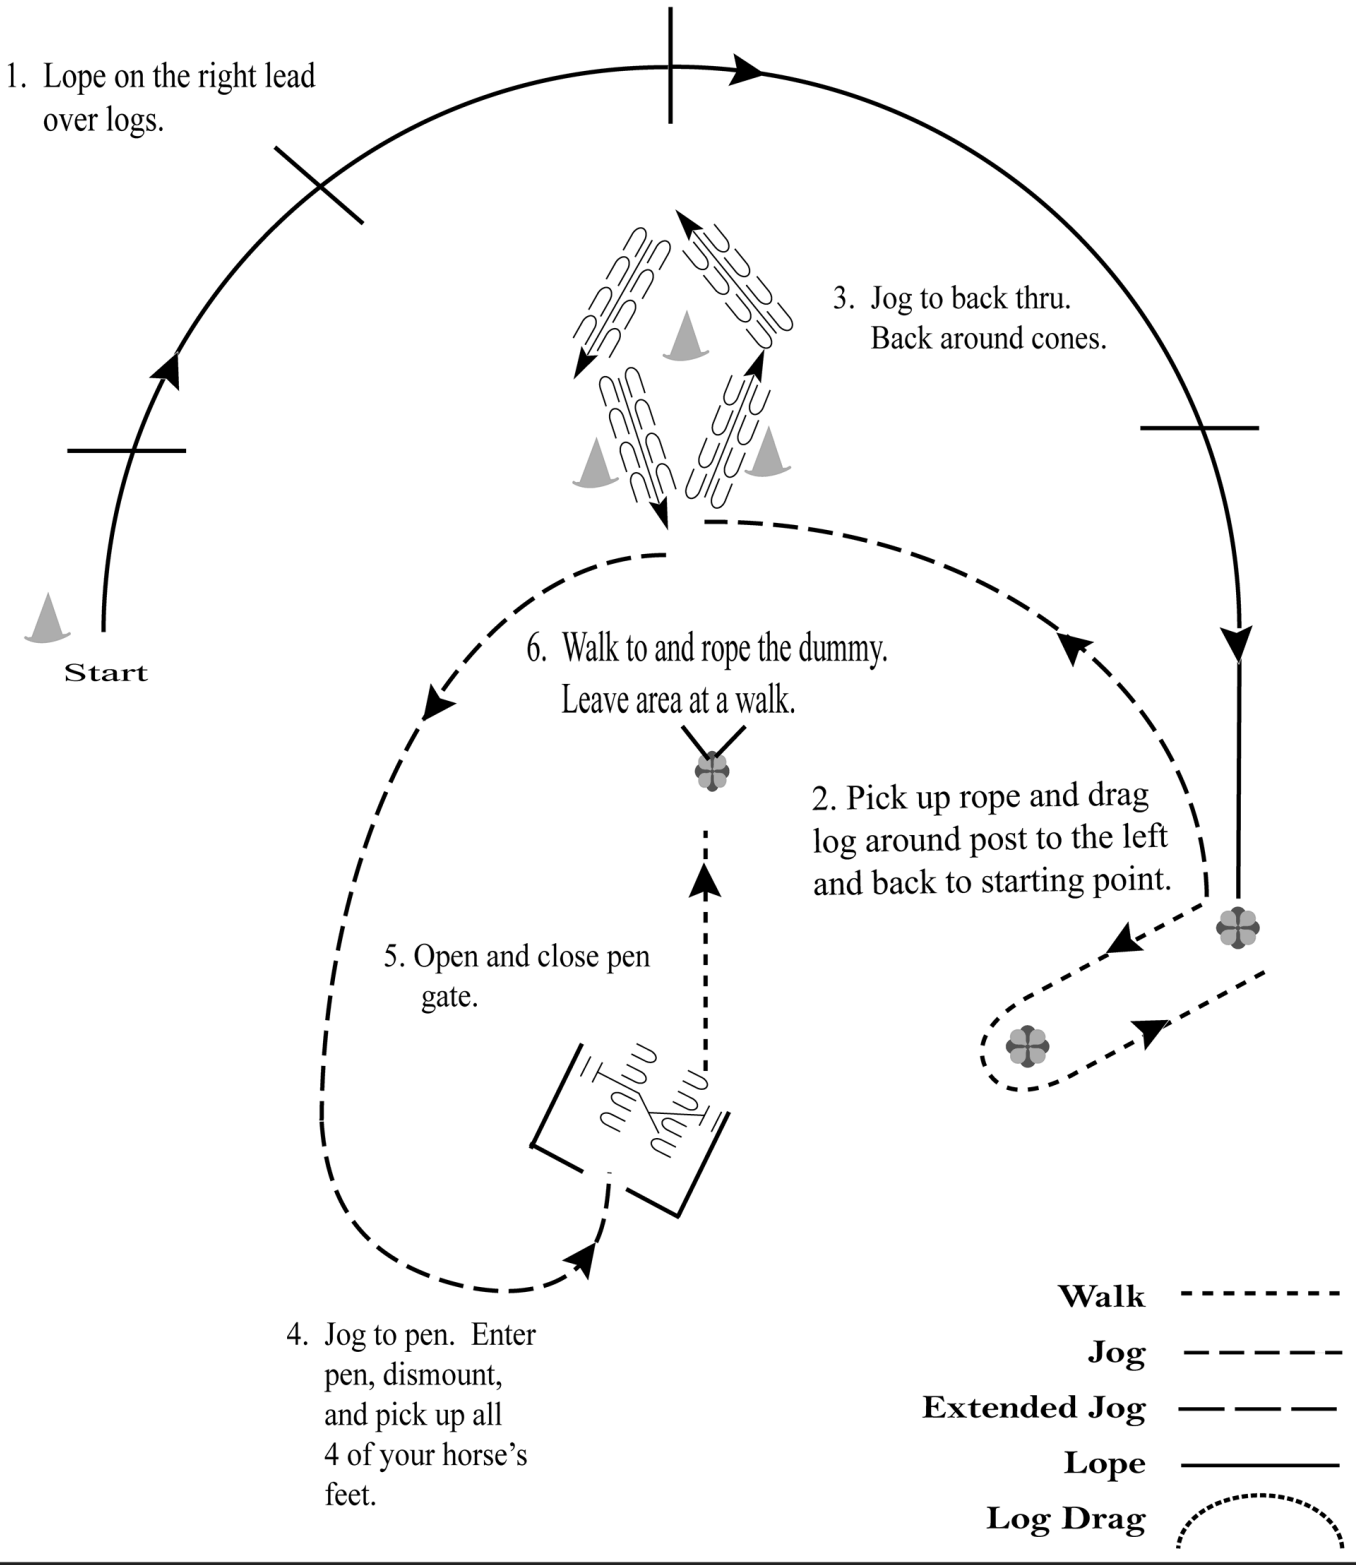 1.  Lope on the right lead
over logs.
3.  Jog to back thru.
Back around cones.
Start
6.  Walk to and rope the dummy.
Leave area at a walk.
2. Pick up rope and drag
log around post to the left
and back to starting point.
5. Open and close pen
gate.
4.  Jog to pen.  Enter
pen, dismount,
and pick up all
4 of your horse’s
feet.
Walk
Jog
Extended Jog
Lope
Log Drag